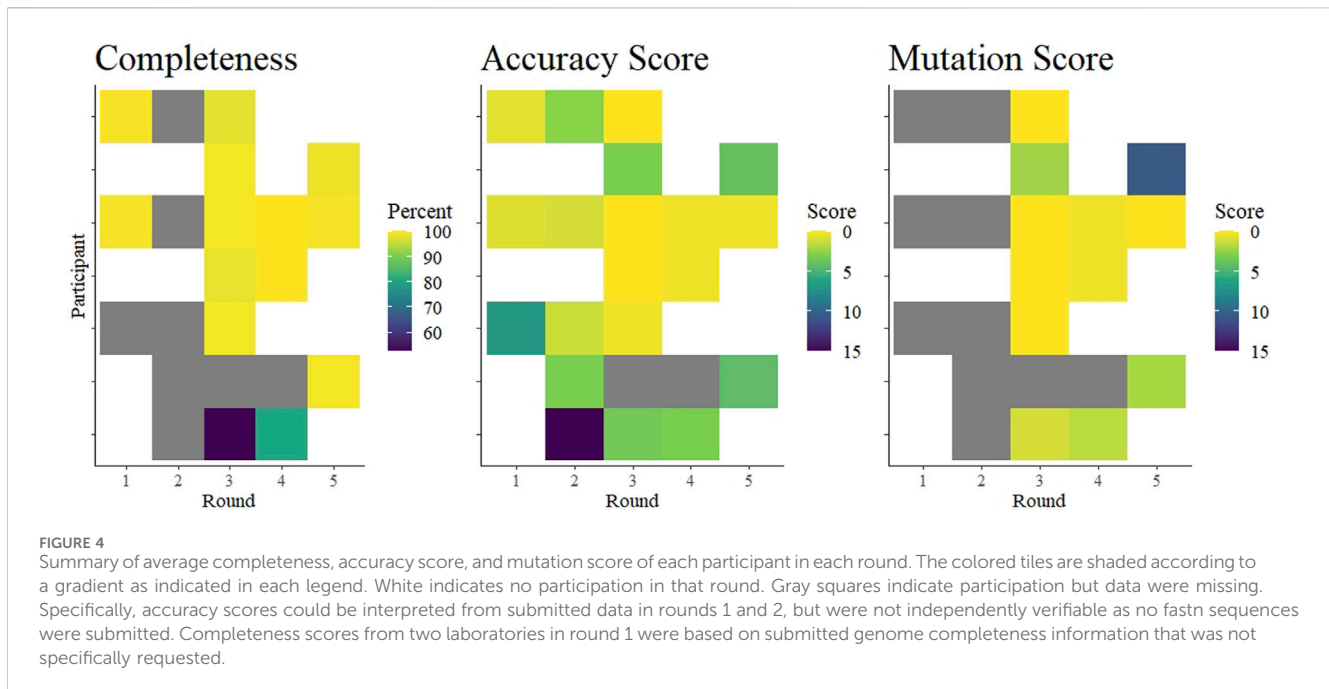 Completeness
Accuracy Score
Mutation Score
Participant
Percent
100
90
80
70
60
Score
0
5
10
15
Score
0
5
10
15
1 2 3 4 5
Round
1 2 3 4 5
Round
1 2 3 4 5
Round
FIGURE 4
Summary of average completeness, accuracy score, and mutation score of each participant in each round. The colored tiles are shaded according to
a gradient as indicated in each legend. White indicates no participation in that round. Gray squares indicate participation but data were missing.
Specifically, accuracy scores could be interpreted from submitted data in rounds 1 and 2, but were not independently verifiable as no fastn sequences
were submitted. Completeness scores from two laboratories in round 1 were based on submitted genome completeness information that was not
specifically requested.